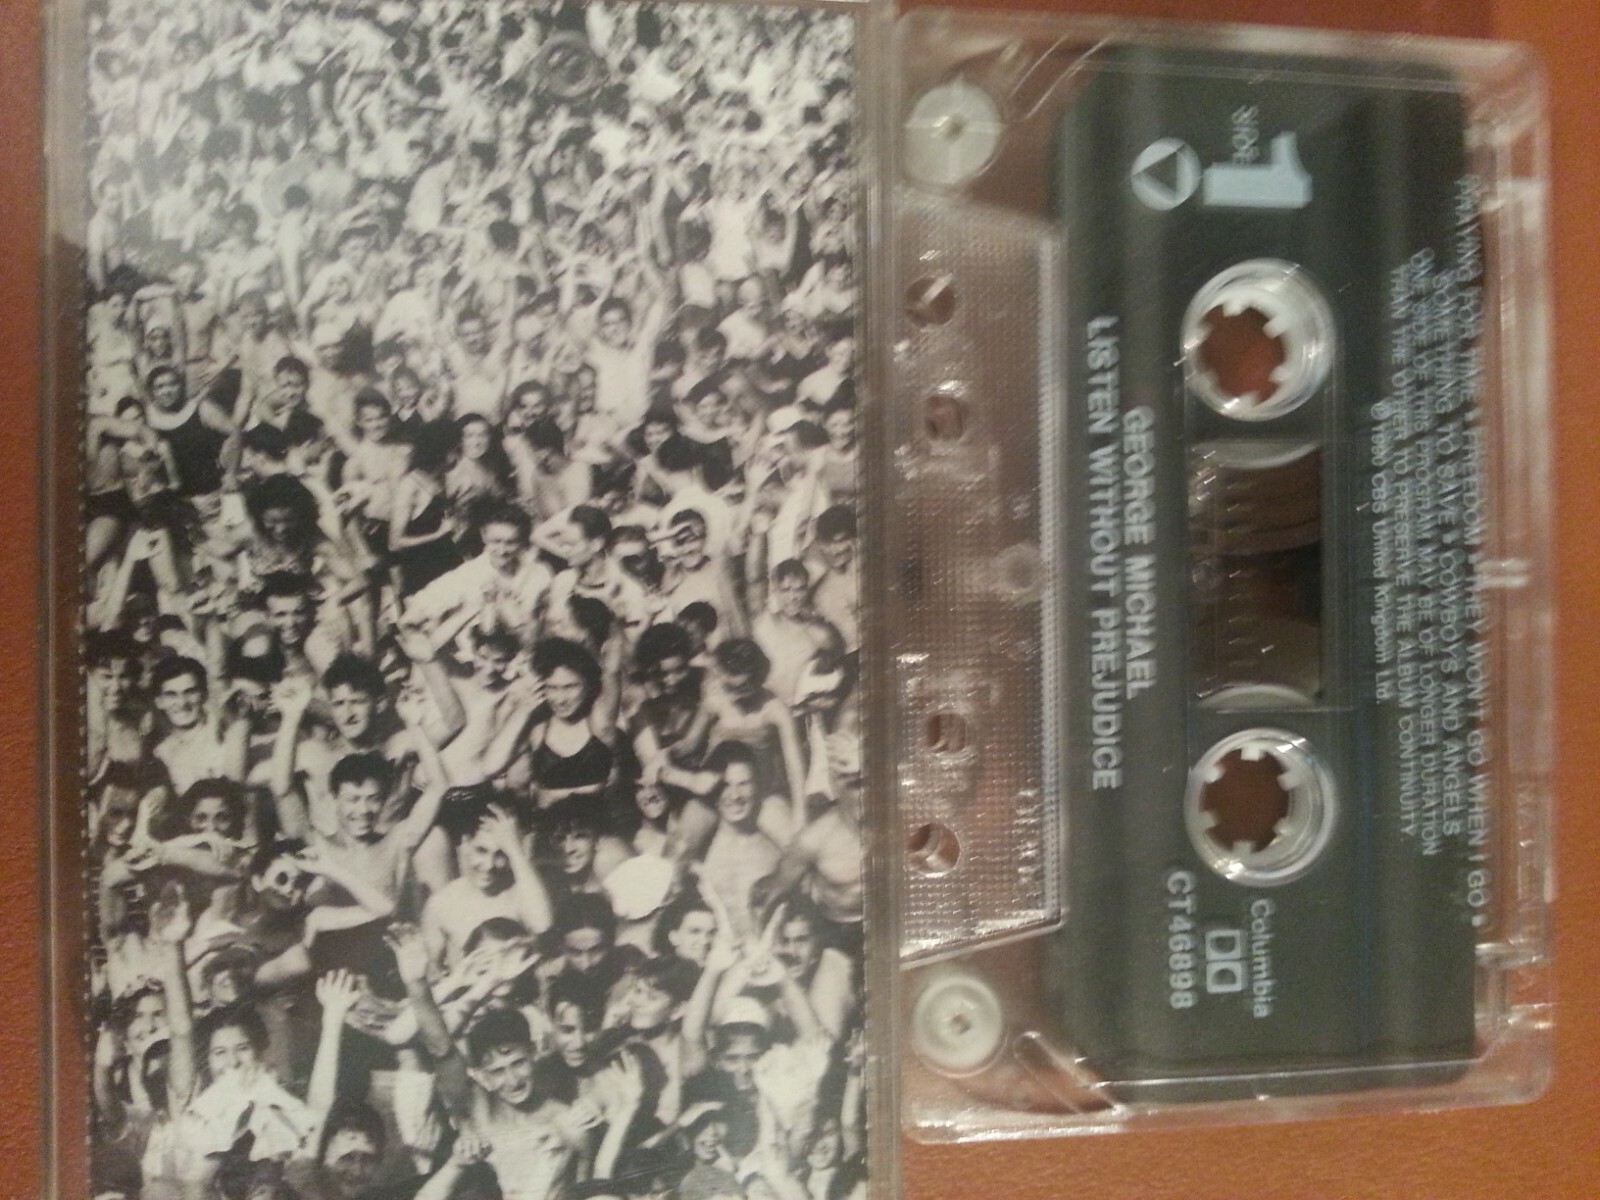 PRAYING FOR TIME • FREEDOM • THEY WON'T GO WHEN I GO •
SOMETHING TO SAVE • COWBOYS AND ANGELS
ONE SIDE OF THIS PROGRAM MAY BE OF LONGER DURATION
THAN THE OTHER TO PRESERVE THE ALBUM CONTINUITY.
℗ 1990 CBS United Kingdom Ltd.
SIDE
1
Columbia
CT46898
GEORGE MICHAEL
LISTEN WITHOUT PREJUDICE